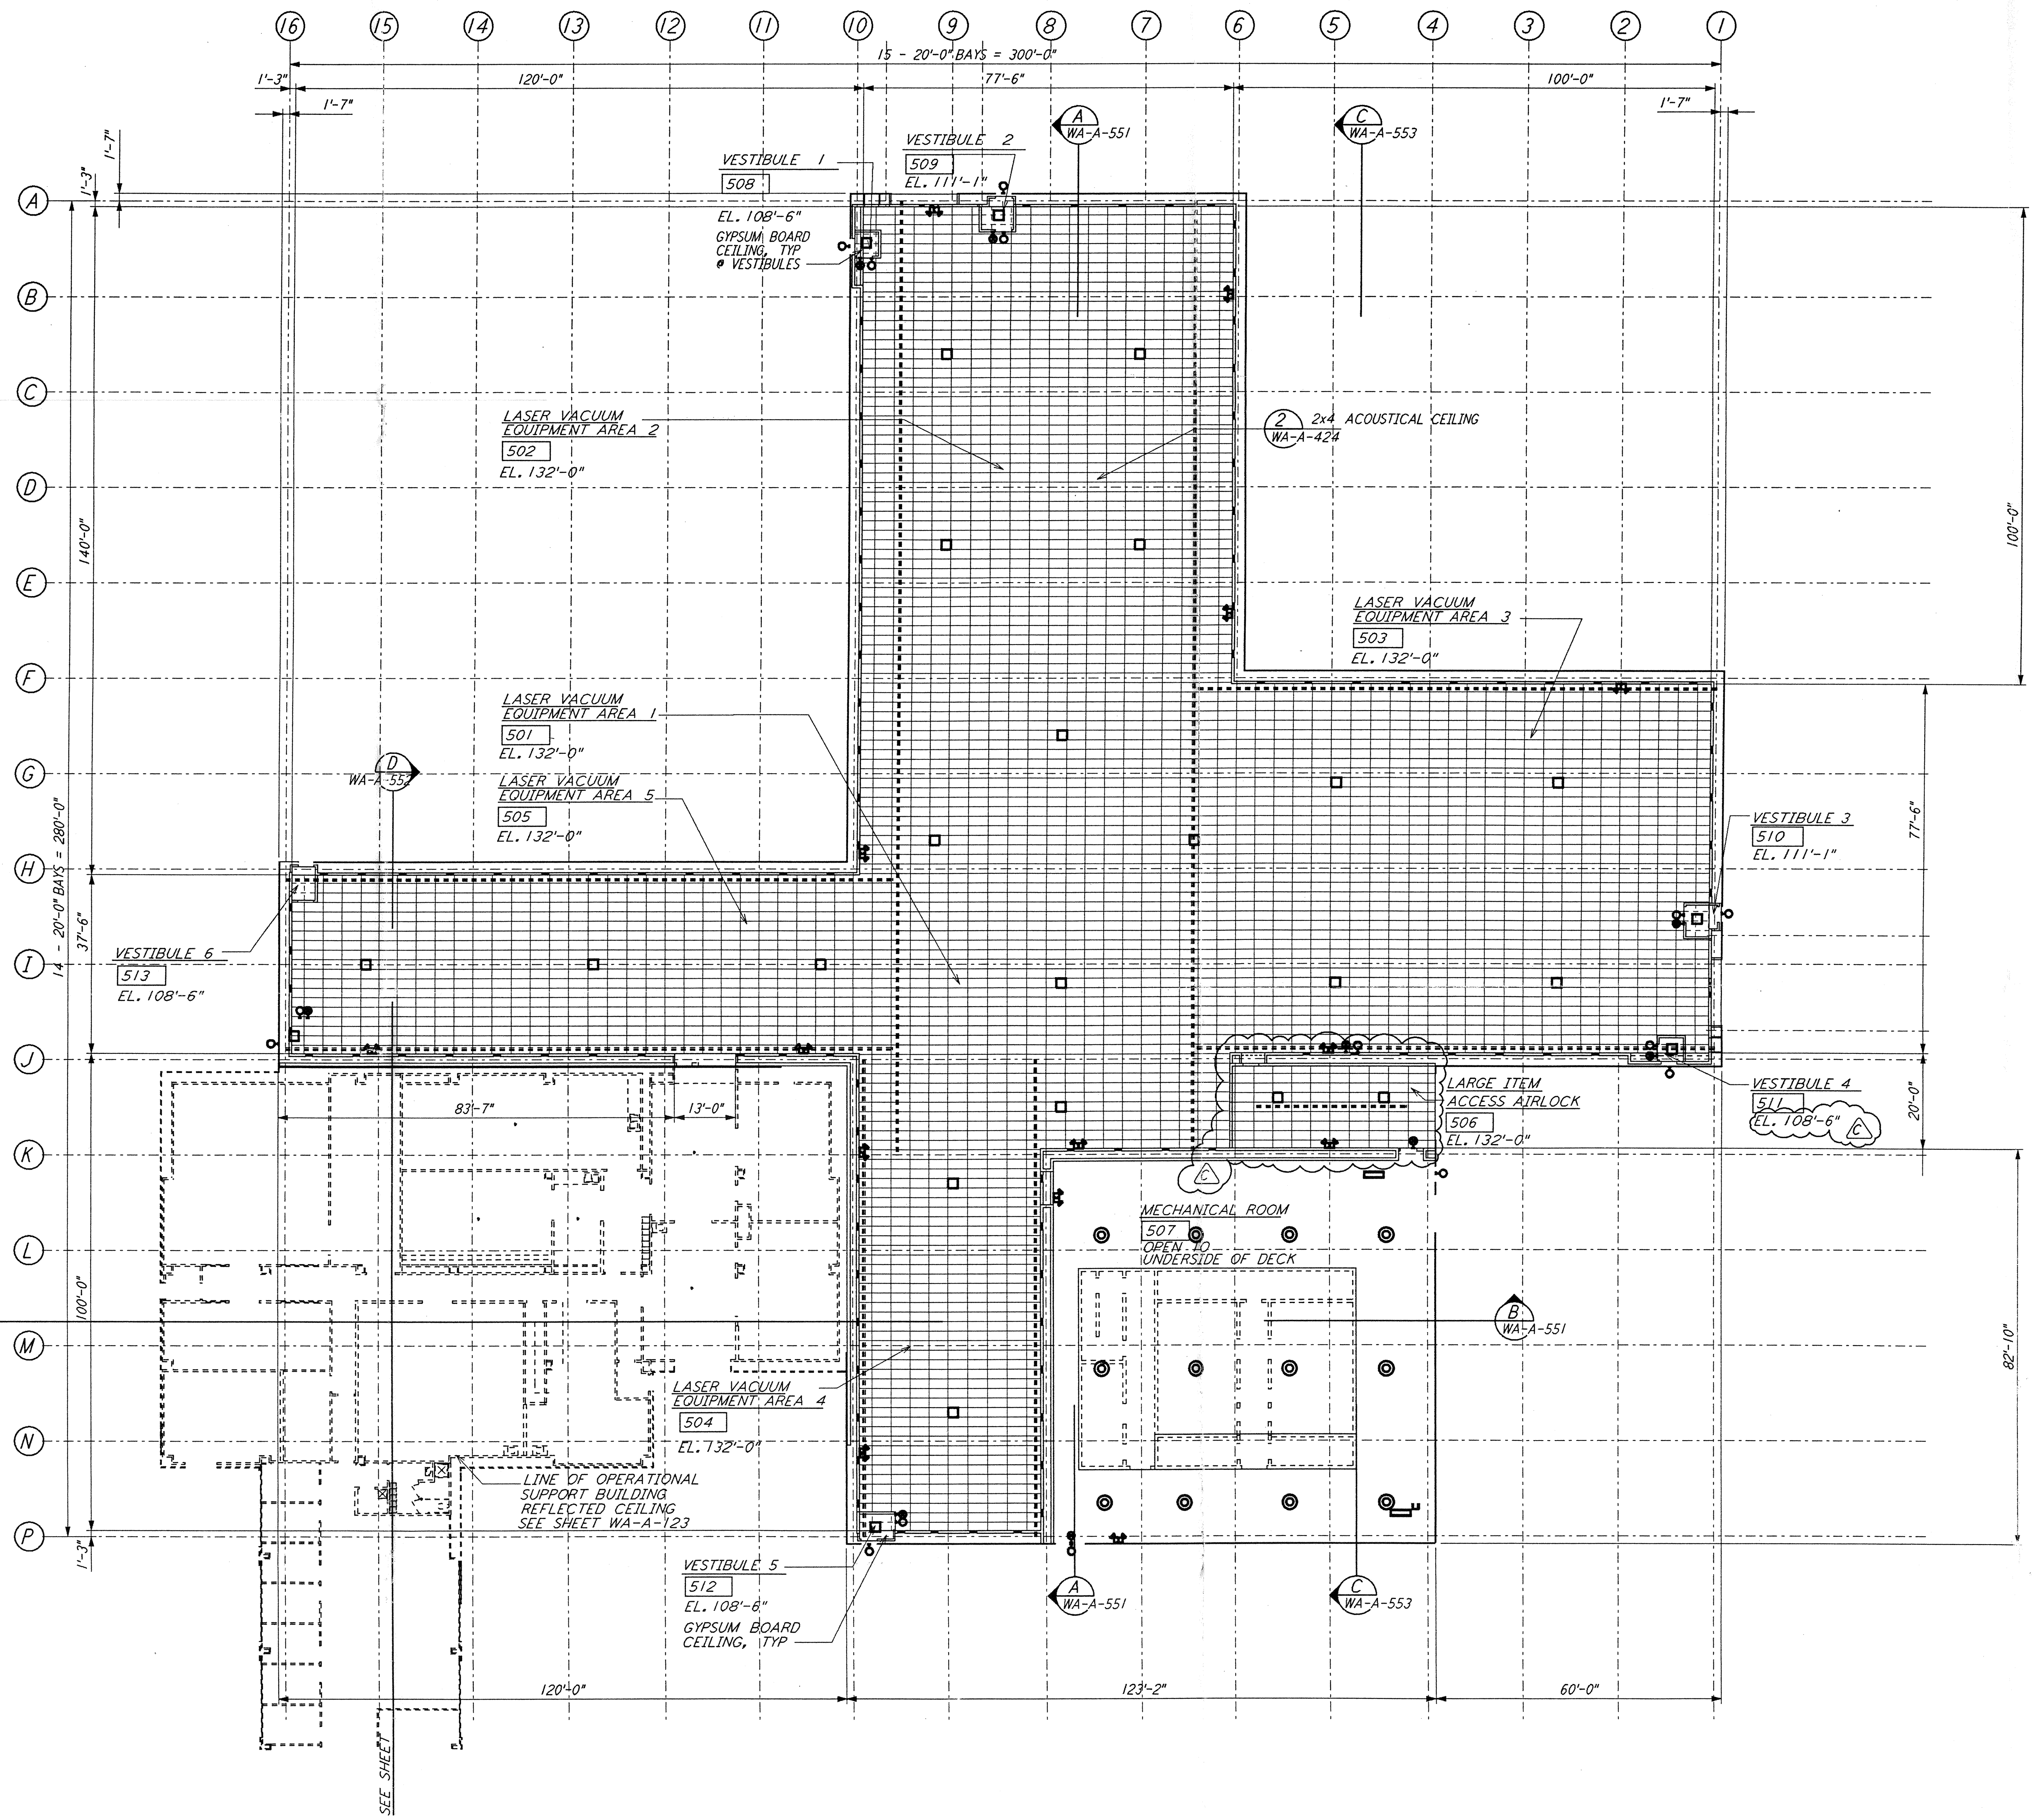 16 15 14 13 12 11 10 9 8 7 6 5 4 3 2 1
15 - 20'-0" BAYS = 300'-0"
1'-3" 120'-0" 77'-6" 100'-0"
1'-7" 1'-7"
A
WA-A-551
C
WA-A-553
1'-7"
1'-3"
VESTIBULE 1
508
EL. 108'-6"
GYPSUM BOARD
CEILING, TYP
@ VESTIBULES
VESTIBULE 2
509
EL. 111'-1"
A
B
C
D
E
F
G
H
I
J
K
L
M
N
P
LASER VACUUM
EQUIPMENT AREA 2
502
EL. 132'-0"
2
WA-A-424
2x4 ACOUSTICAL CEILING
140'-0"
100'-0"
LASER VACUUM
EQUIPMENT AREA 3
503
EL. 132'-0"
LASER VACUUM
EQUIPMENT AREA 1
501
EL. 132'-0"
D
WA-A-552
LASER VACUUM
EQUIPMENT AREA 5
505
EL. 132'-0"
14 - 20'-0" BAYS = 280'-0"
37'-6"
77'-6"
VESTIBULE 3
510
EL. 111'-1"
VESTIBULE 6
513
EL. 108'-6"
83'-7" 13'-0"
LARGE ITEM
ACCESS AIRLOCK
506
EL. 132'-0"
C
VESTIBULE 4
511
EL. 108'-6"
C
20'-0"
MECHANICAL ROOM
507
OPEN TO
UNDERSIDE OF DECK
100'-0"
B
WA-A-551
82'-10"
LASER VACUUM
EQUIPMENT AREA 4
504
EL. 132'-0"
LINE OF OPERATIONAL
SUPPORT BUILDING
REFLECTED CEILING
SEE SHEET WA-A-123
1'-3"
VESTIBULE 5
512
EL. 108'-6"
GYPSUM BOARD
CEILING, TYP
A
WA-A-551
C
WA-A-553
120'-0" 123'-2" 60'-0"
SEE SHEET